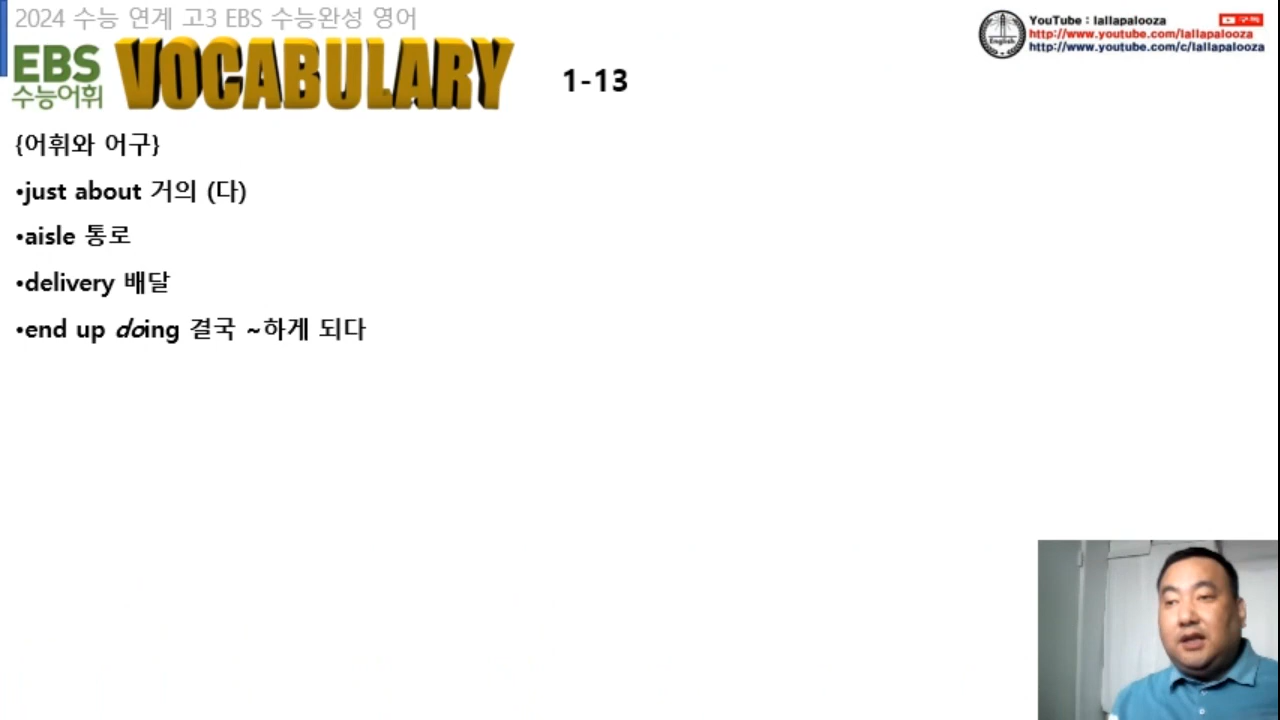 2024 수능 연계 고3 EBS 수능완성 영어
EBS
수능어휘
VOCABULARY
1-13
YouTube : lallapalooza
구독
http://www.youtube.com/lallapalooza
http://www.youtube.com/c/lallapalooza
English
{어휘와 어구}
•just about 거의 (다)
•aisle 통로
•delivery 배달
•end up doing 결국 ~하게 되다